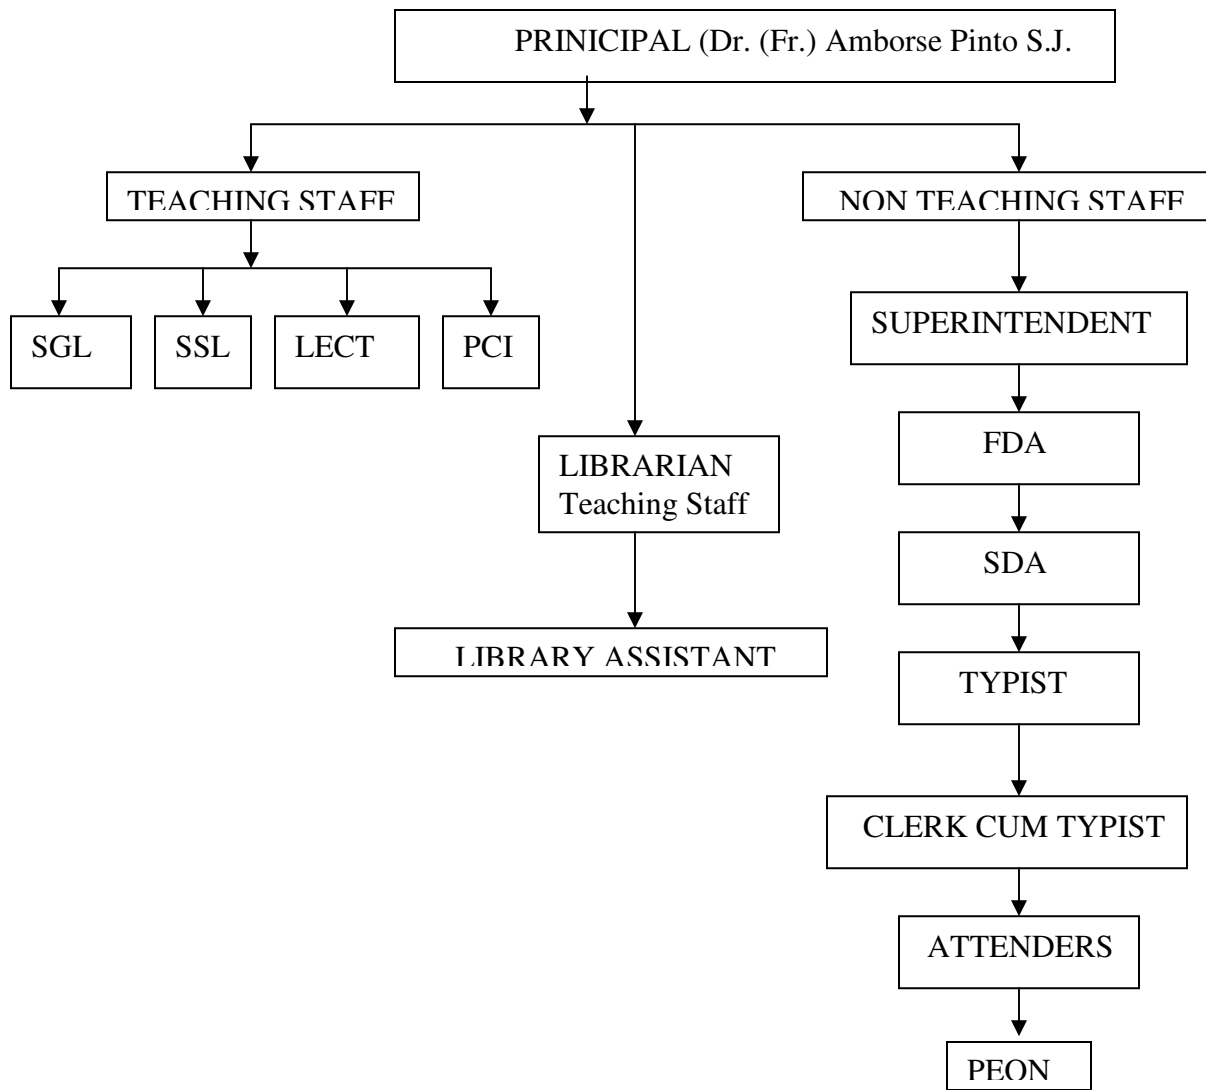 PRINICIPAL (Dr. (Fr.) Amborse Pinto S.J.
TEACHING STAFF
NON TEACHING STAFF
SGL
SSL
LECT
PCI
SUPERINTENDENT
FDA
LIBRARIAN
Teaching Staff
SDA
LIBRARY ASSISTANT
TYPIST
CLERK CUM TYPIST
ATTENDERS
PEON